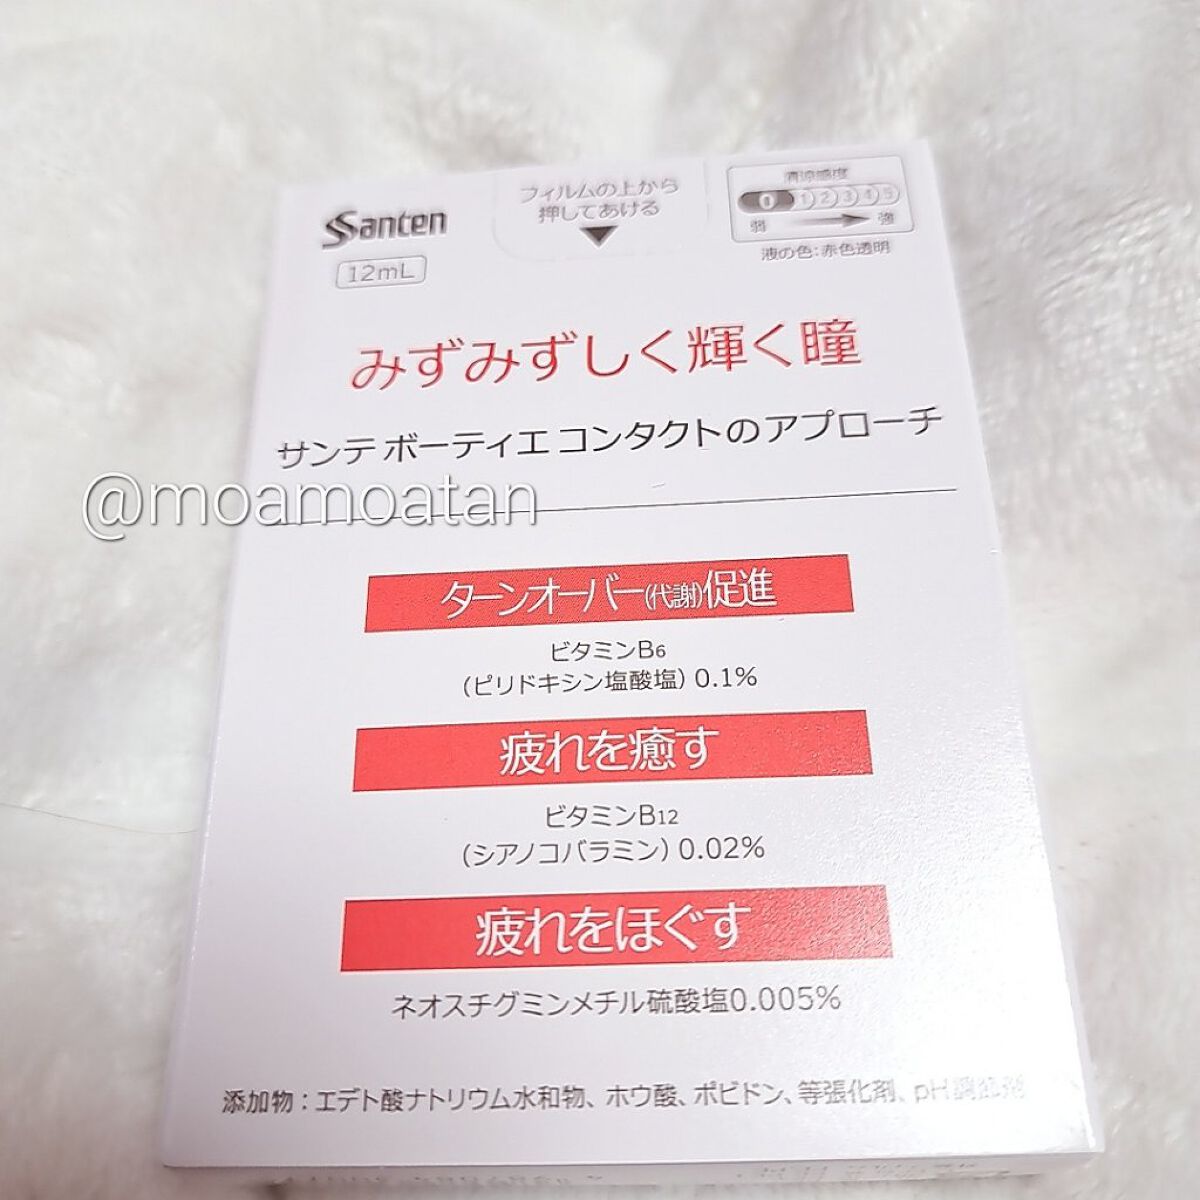 Santen
12mL
フィルムの上から
押してあける
清涼感度
0 1 2 3 4 5
弱 強
液の色:赤色透明
みずみずしく輝く瞳
サンテ ボーティエ コンタクトのアプローチ
@moamoatan
ターンオーバー(代謝)促進
ビタミンB6
(ピリドキシン塩酸塩) 0.1%
疲れを癒す
ビタミンB12
(シアノコバラミン) 0.02%
疲れをほぐす
ネオスチグミンメチル硫酸塩0.005%
添加物:エデト酸ナトリウム水和物、ホウ酸、ポビドン、等張化剤、pH調節剤